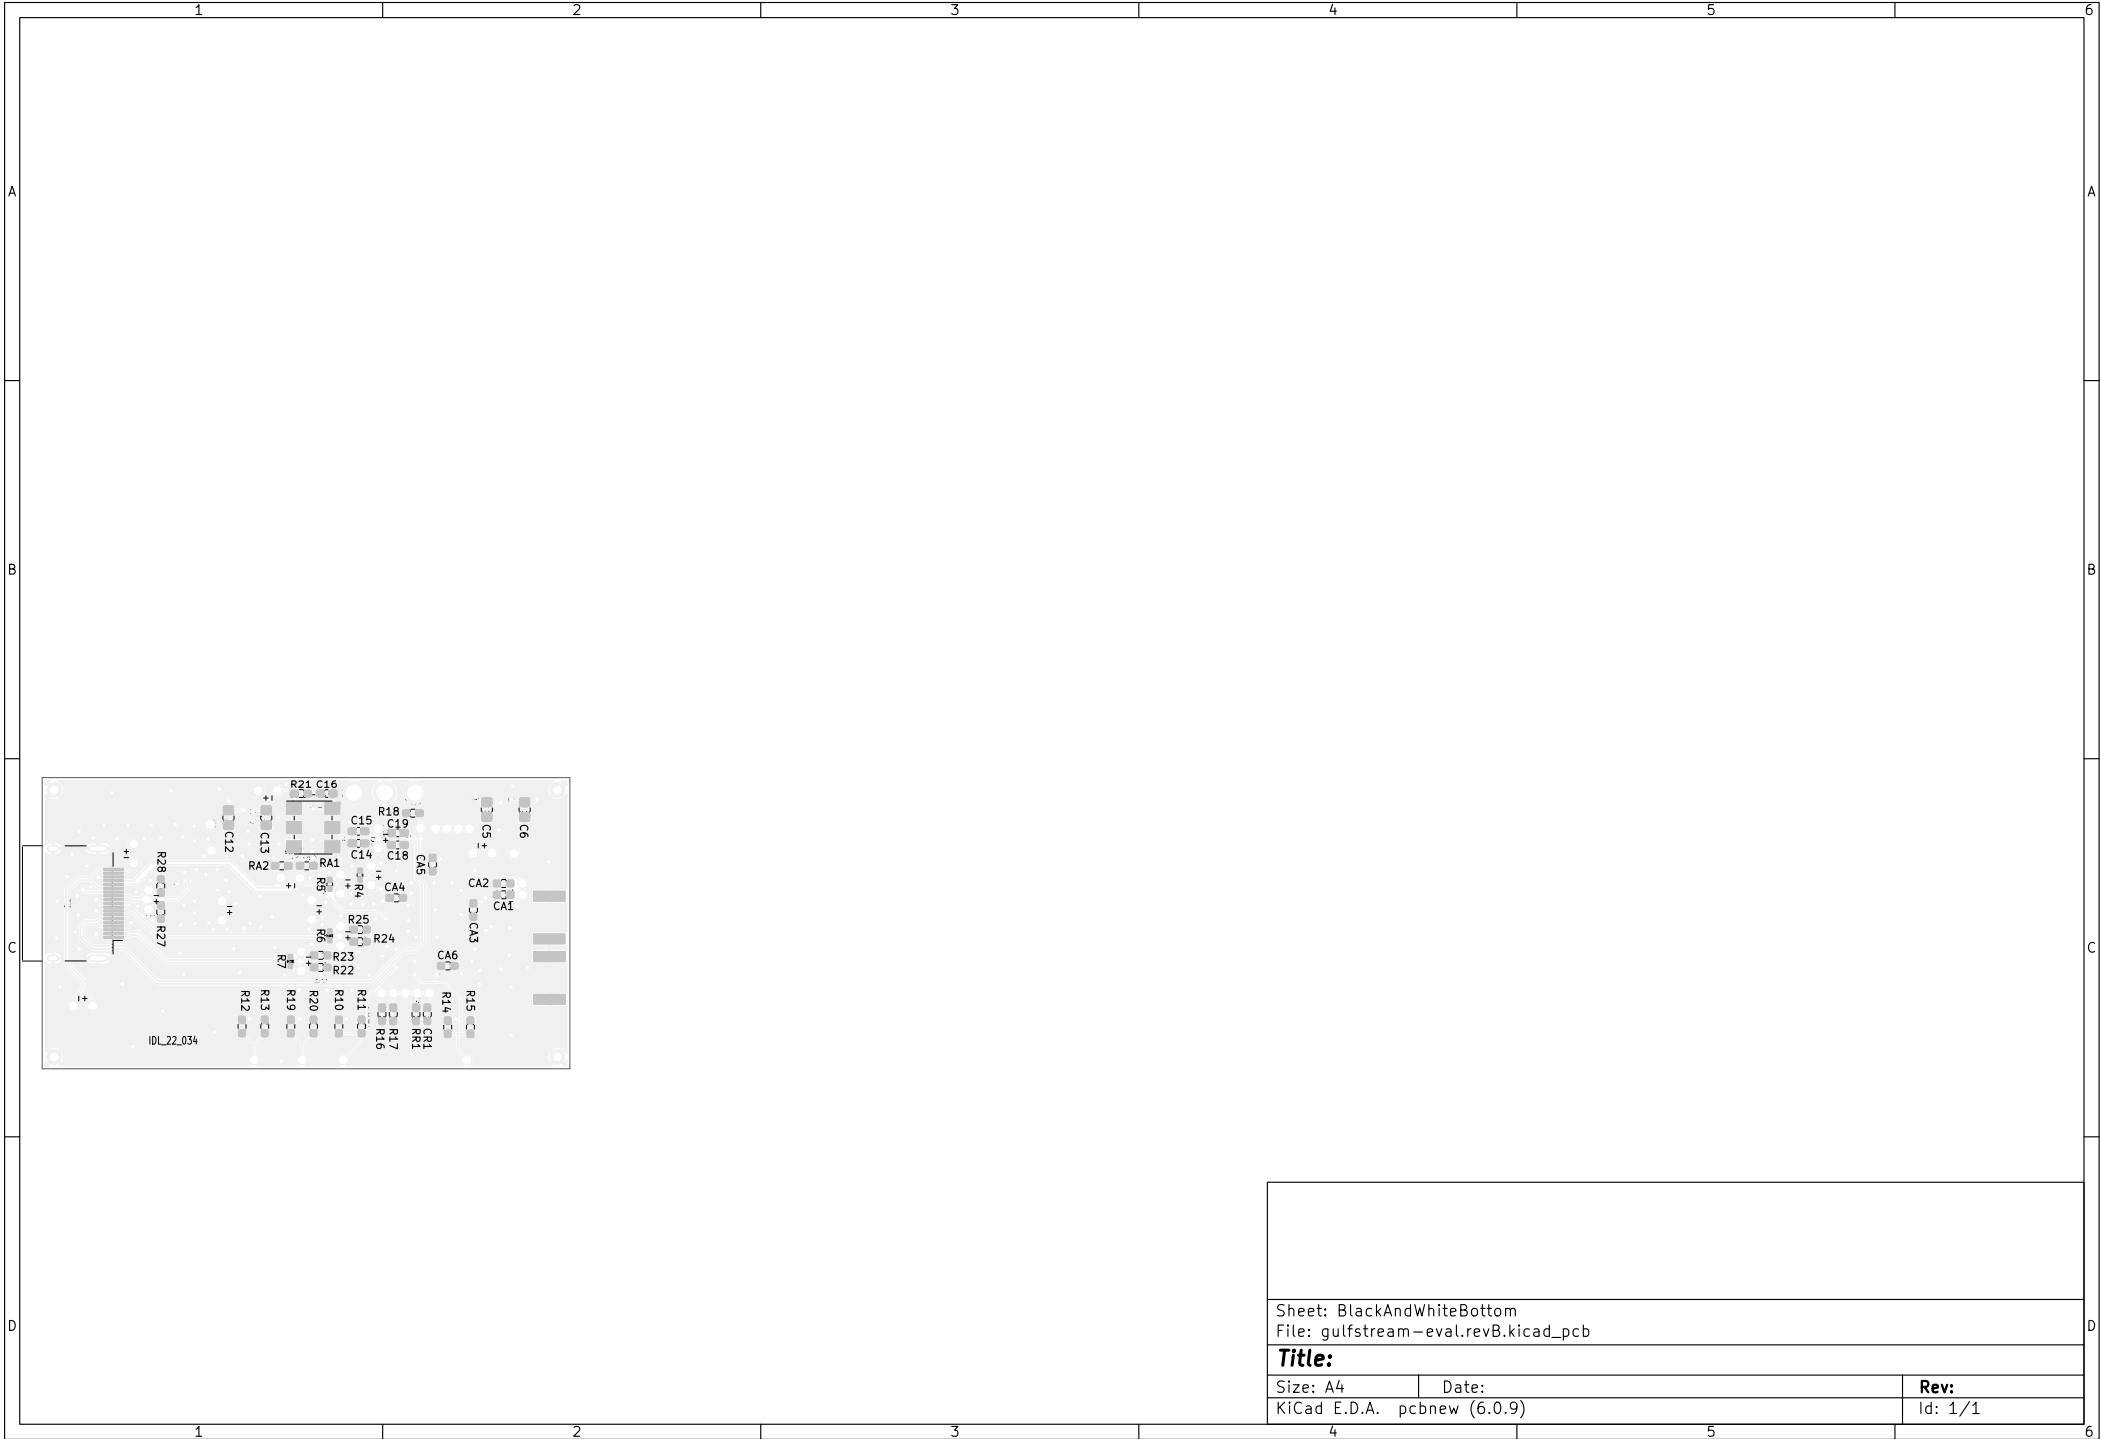 1 2 3 4 5 6
A A
B B
R21 C16
+-
R18
C15 C19
C14 C18
C12 C13 C5 C6
-+
RA2 RA1
R28 CA5
R5 R4 CA4 CA2
CA1
R25
R27 R6 R24 CA3
C C
R7 R23 CA6
R22
-+
R12 R13 R19 R20 R10 R11 R14 R15
R16 R17 RR1 CR1
IDL_22_034
Sheet: BlackAndWhiteBottom
File: gulfstream-eval.revB.kicad_pcb
D D
Title:
Size: A4 Date: Rev:
KiCad E.D.A. pcbnew (6.0.9) Id: 1/1
1 2 3 4 5 6